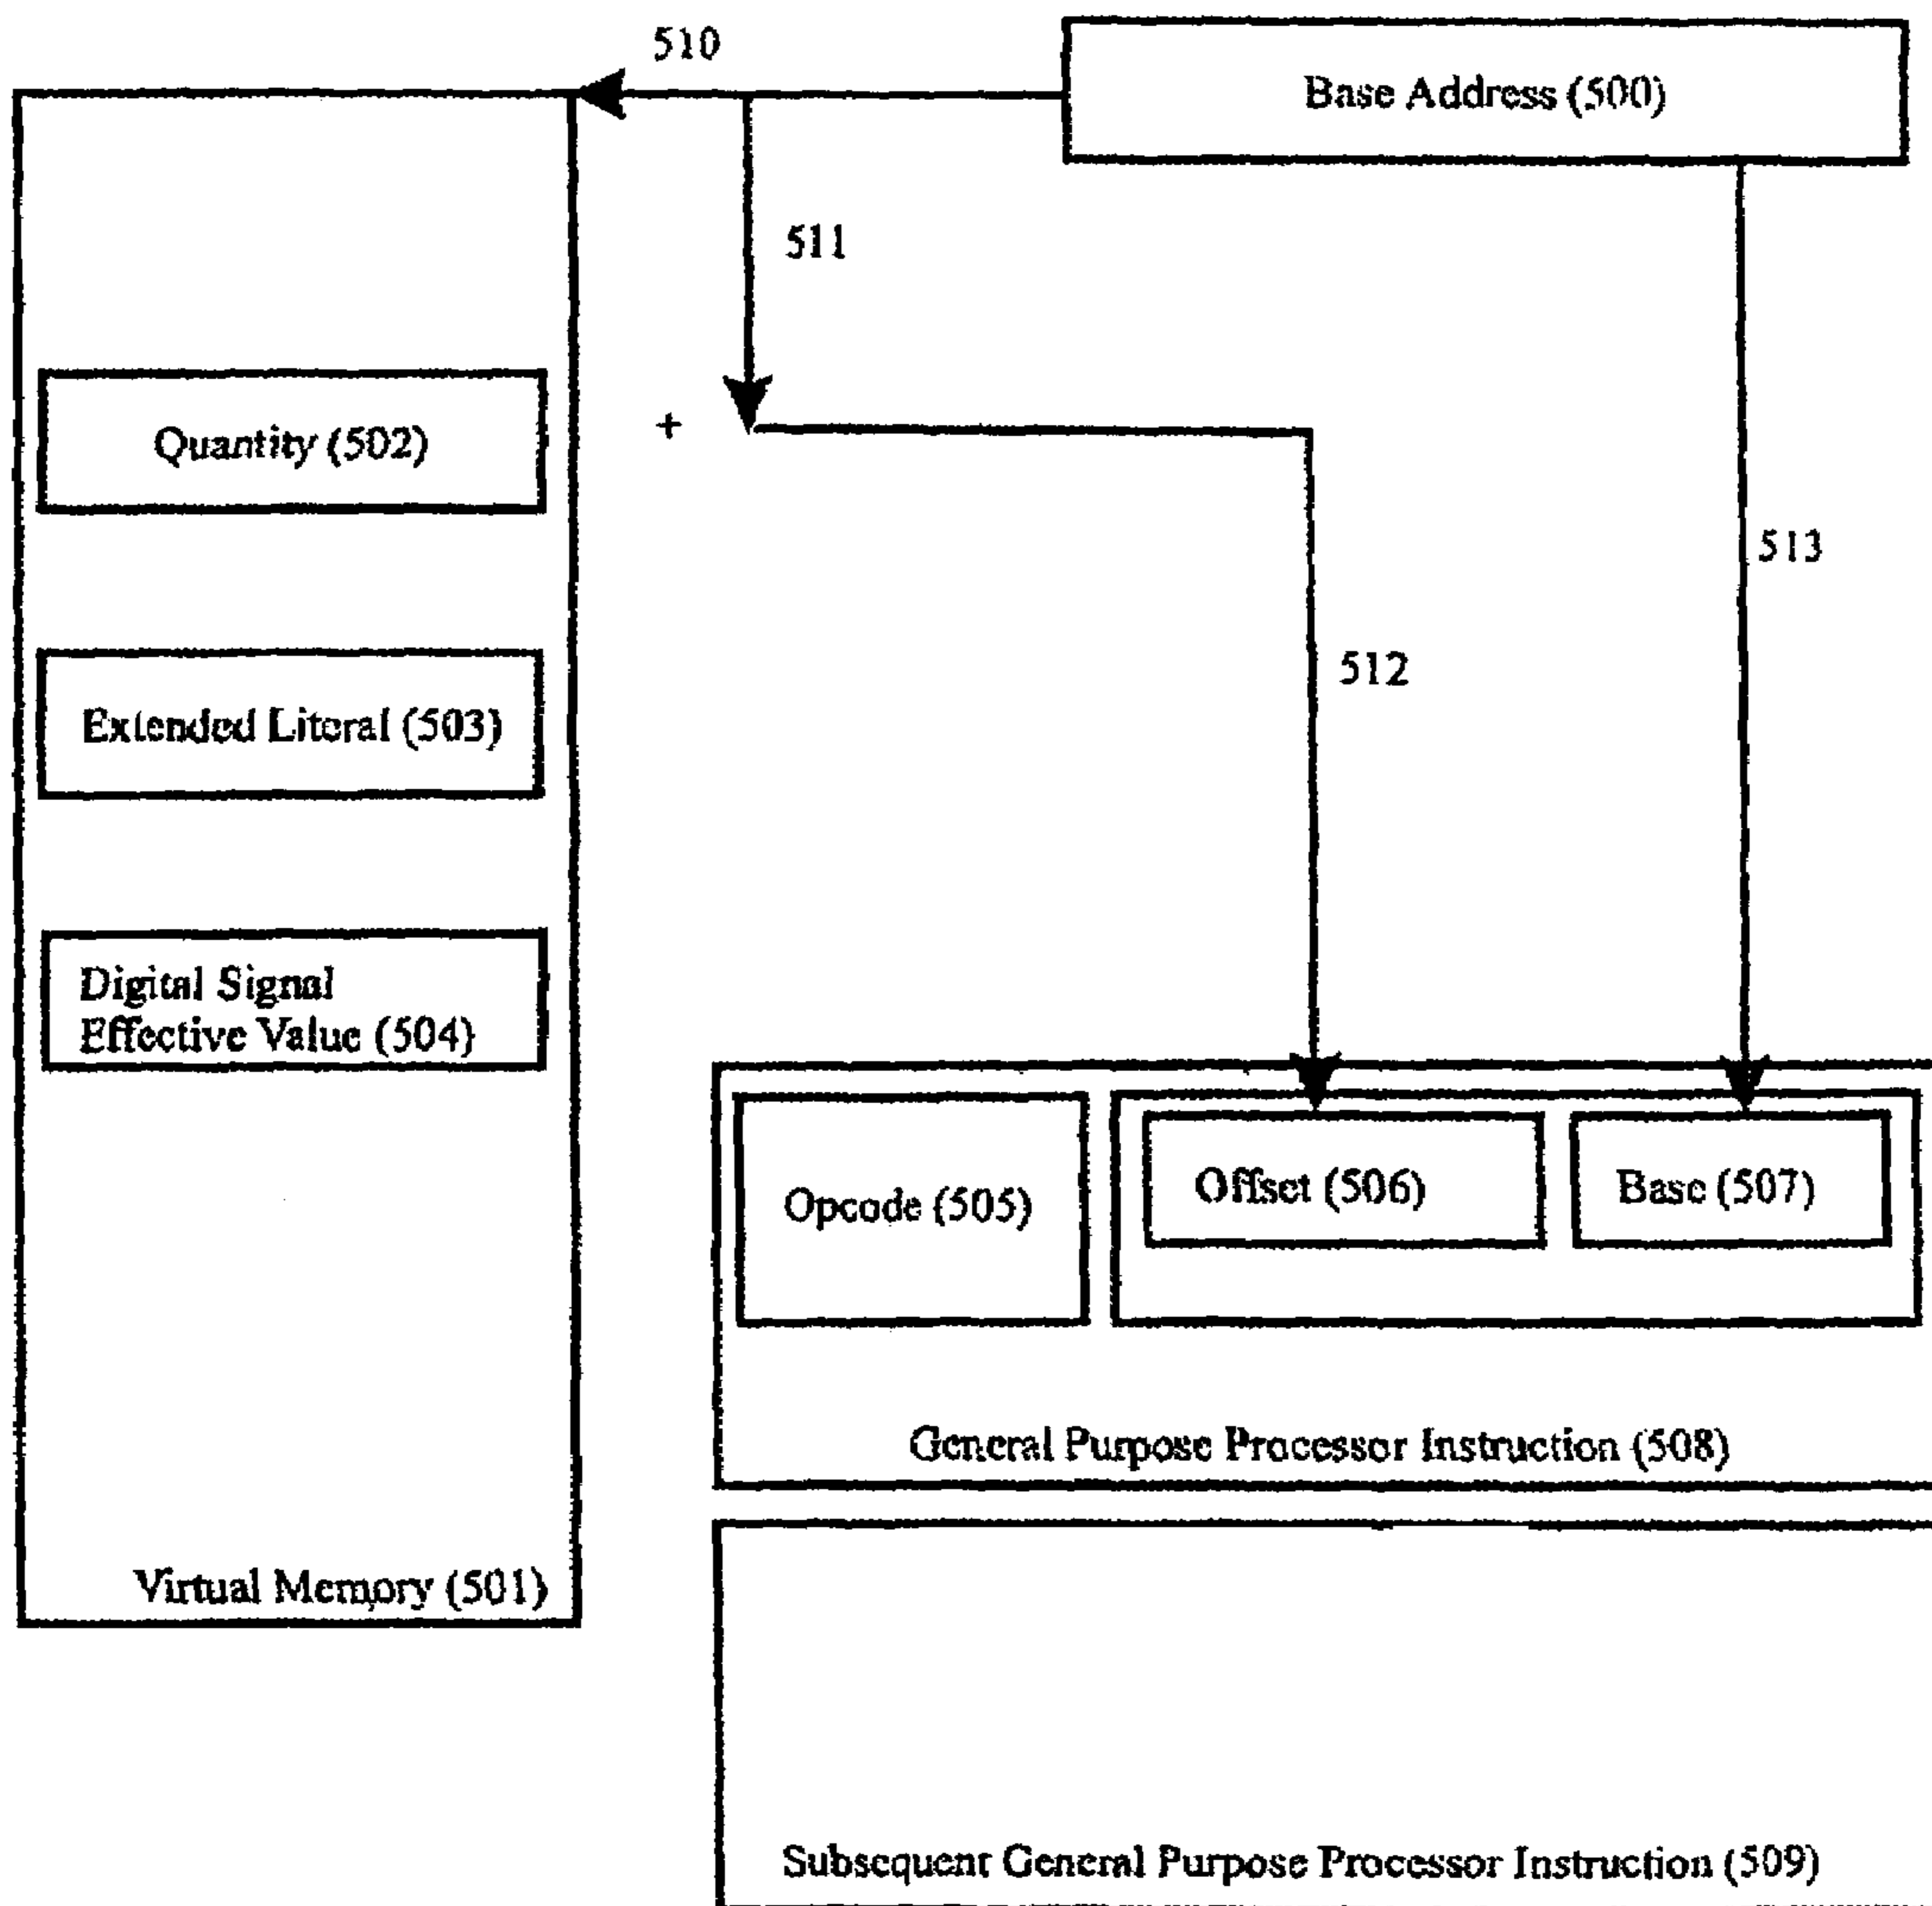 510
Base Address (500)
511
Quantity (502)
+
513
512
Extended Literal (503)
Digital Signal
Effective Value (504)
Opcode (505)
Offset (506)
Base (507)
General Purpose Processor Instruction (508)
Virtual Memory (501)
Subsequent General Purpose Processor Instruction (509)